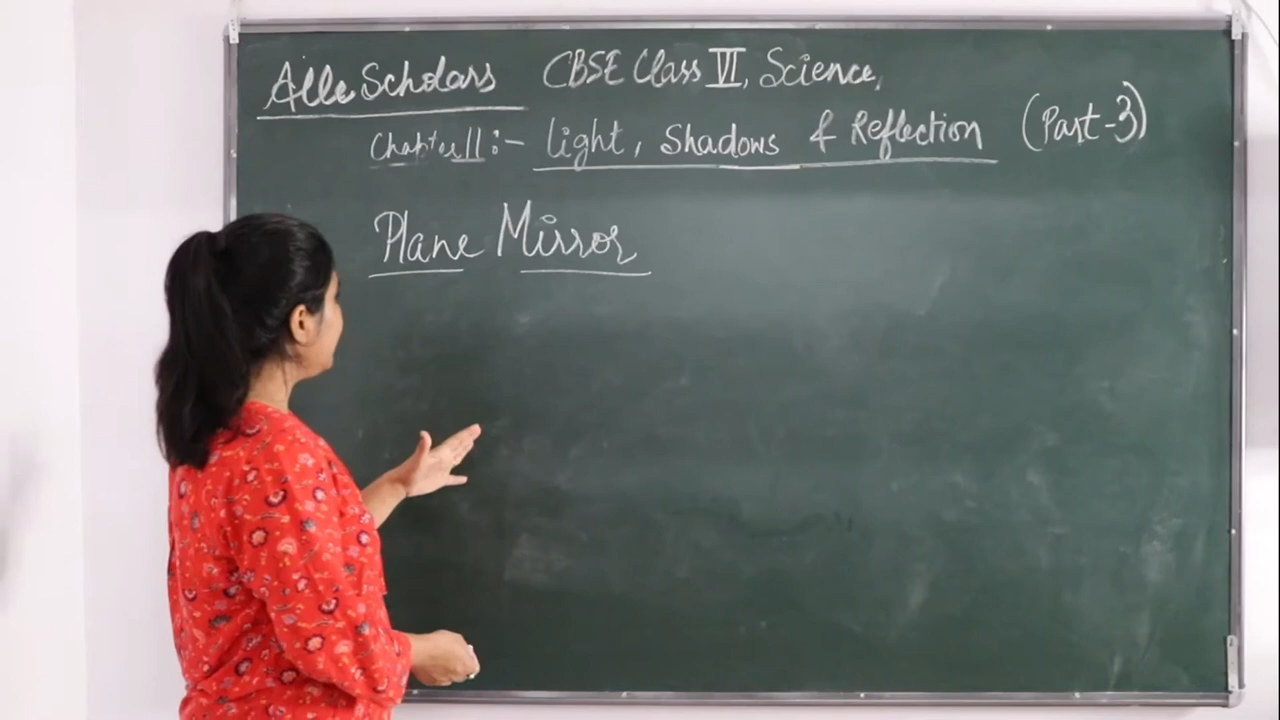 Alle Scholars CBSE Class VI, Science,
Chapter 11 :- Light, Shadows & Reflection (Part-3)
Plane Mirror